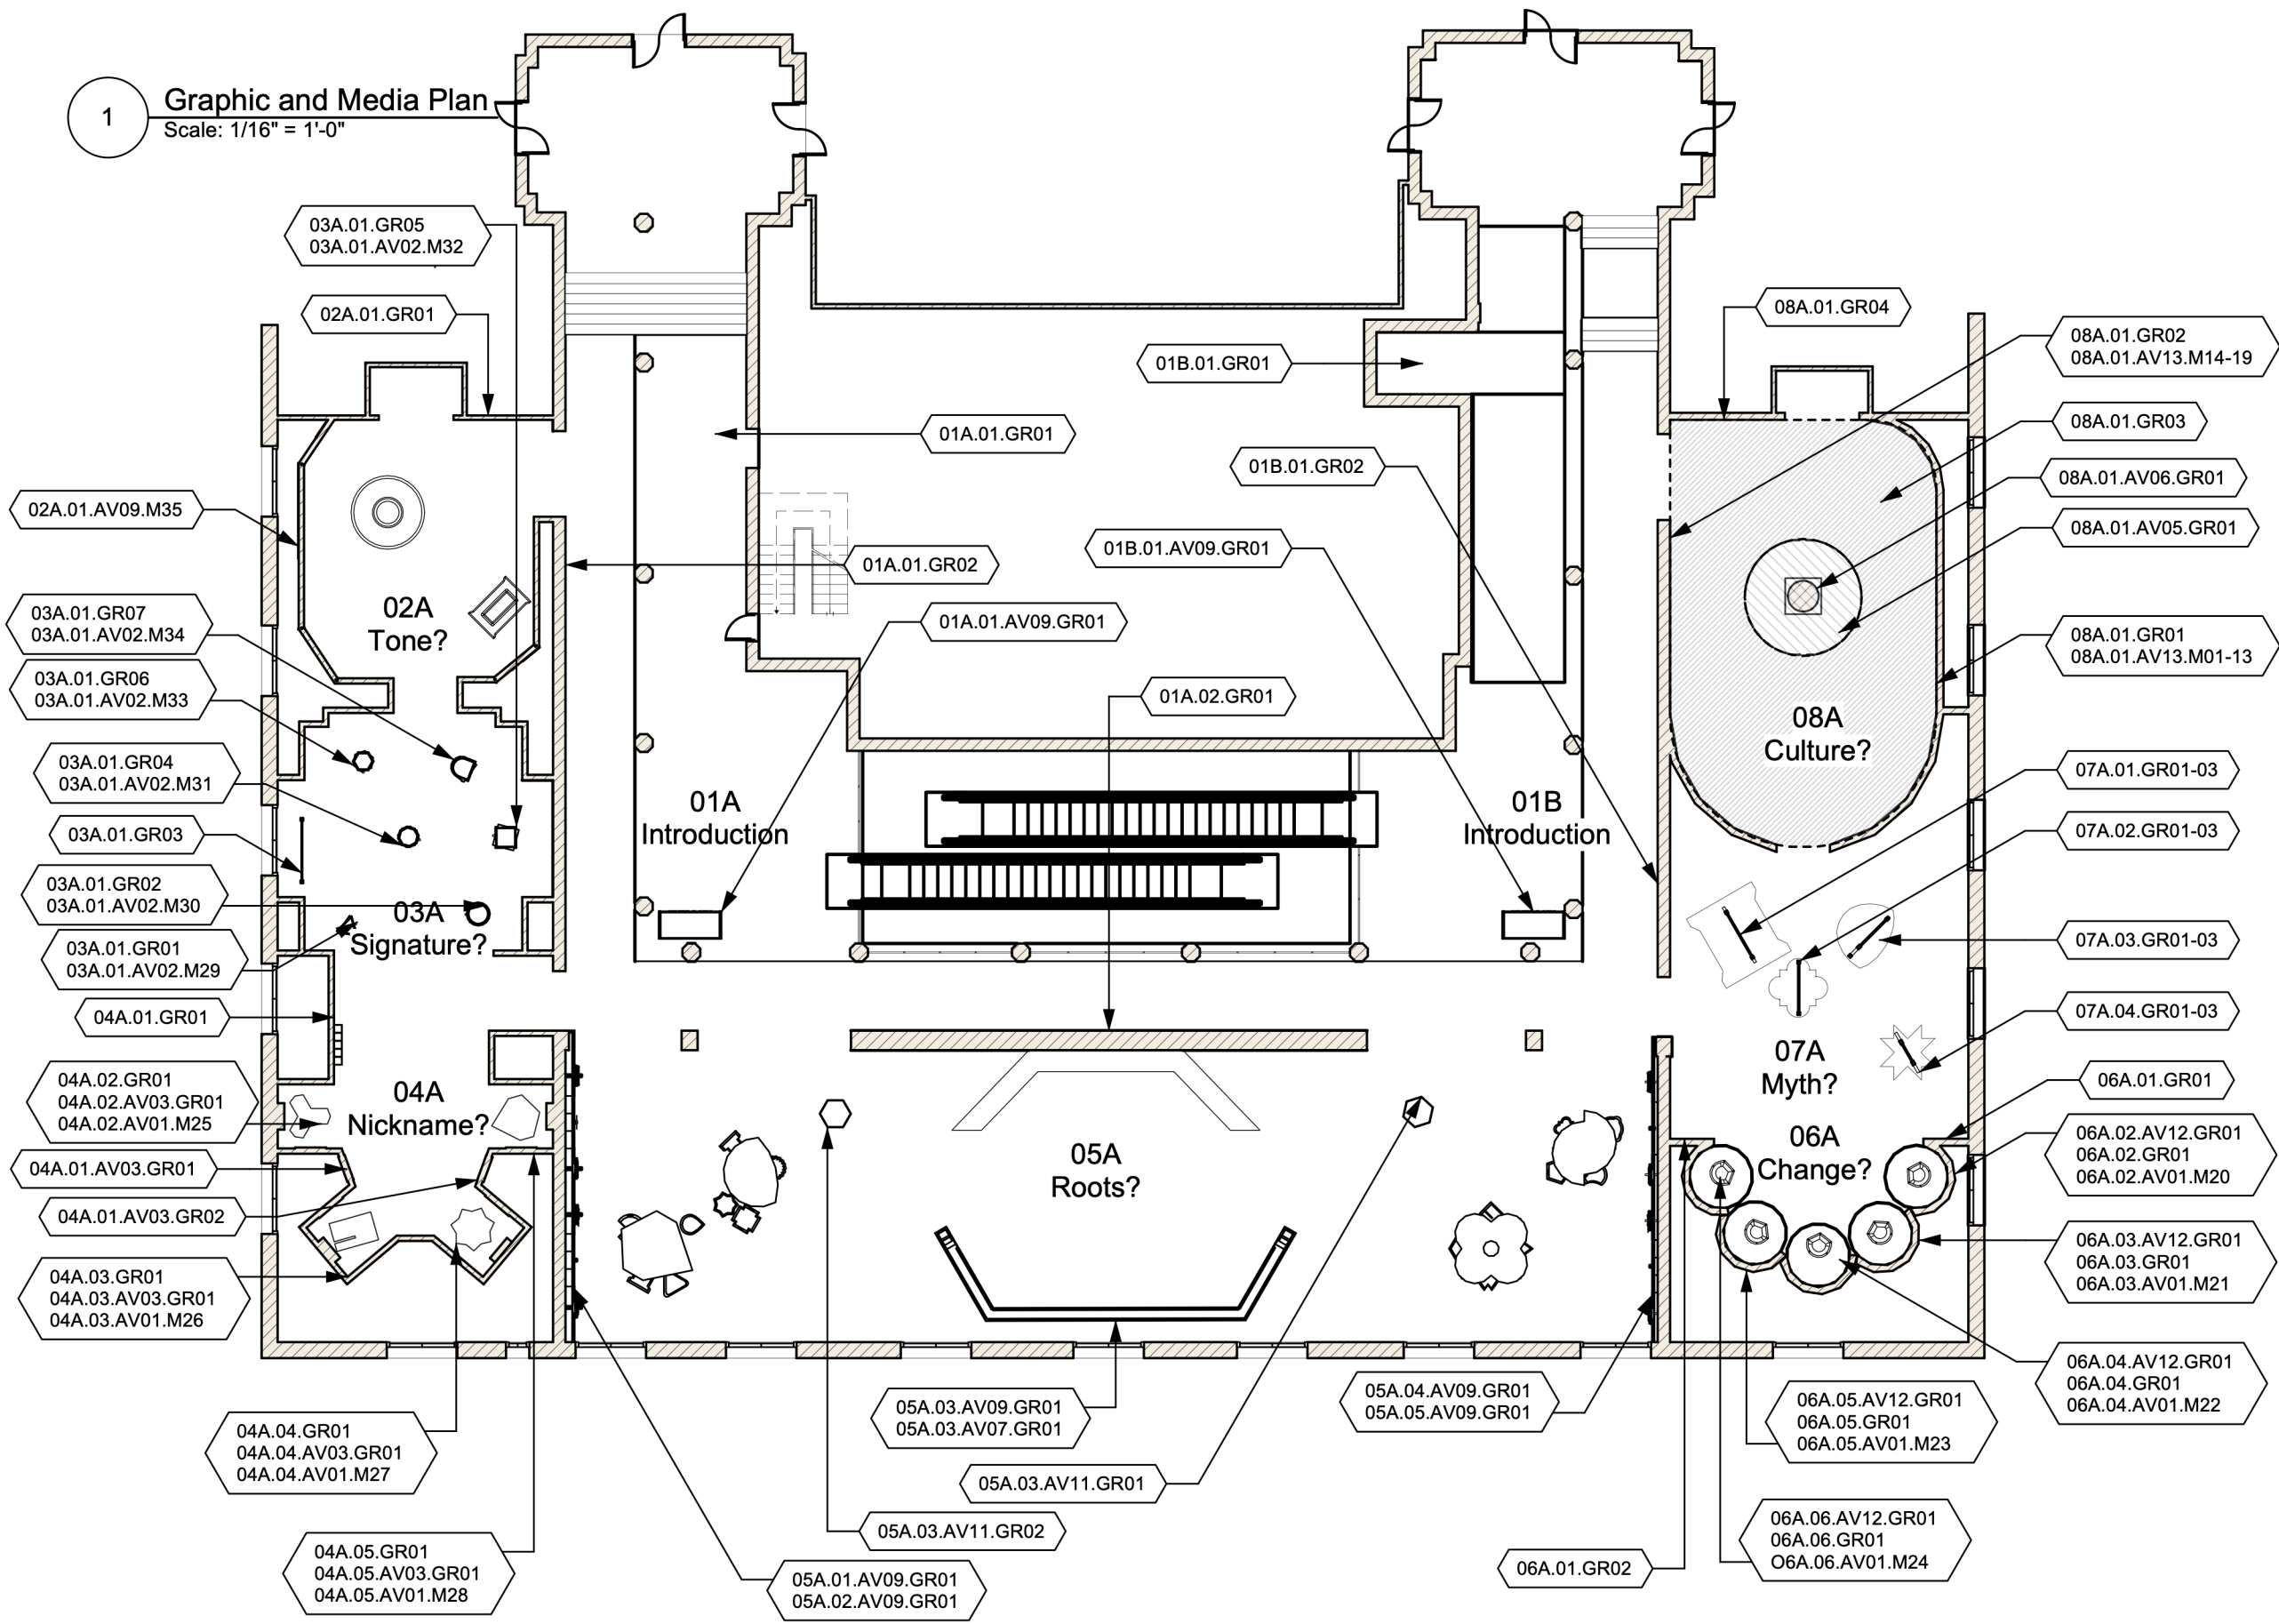 1
Graphic and Media Plan
Scale: 1/16" = 1'-0"
03A.01.GR05
03A.01.AV02.M32
02A.01.GR01
02A.01.AV09.M35
03A.01.GR07
03A.01.AV02.M34
03A.01.GR06
03A.01.AV02.M33
03A.01.GR04
03A.01.AV02.M31
03A.01.GR03
03A.01.GR02
03A.01.AV02.M30
03A.01.GR01
03A.01.AV02.M29
04A.01.GR01
04A.02.GR01
04A.02.AV03.GR01
04A.02.AV01.M25
04A.01.AV03.GR01
04A.01.AV03.GR02
04A.03.GR01
04A.03.AV03.GR01
04A.03.AV01.M26
04A.04.GR01
04A.04.AV03.GR01
04A.04.AV01.M27
04A.05.GR01
04A.05.AV03.GR01
04A.05.AV01.M28
02A
Tone?
03A
Signature?
04A
Nickname?
01A.01.GR01
01A.01.GR02
01A.01.AV09.GR01
01B.01.GR01
01B.01.GR02
01B.01.AV09.GR01
01A.02.GR01
01A
Introduction
01B
Introduction
05A
Roots?
05A.03.AV09.GR01
05A.03.AV07.GR01
05A.03.AV11.GR01
05A.03.AV11.GR02
05A.01.AV09.GR01
05A.02.AV09.GR01
05A.04.AV09.GR01
05A.05.AV09.GR01
08A.01.GR04
08A.01.GR02
08A.01.AV13.M14-19
08A.01.GR03
08A.01.AV06.GR01
08A.01.AV05.GR01
08A.01.GR01
08A.01.AV13.M01-13
08A
Culture?
07A.01.GR01-03
07A.02.GR01-03
07A.03.GR01-03
07A.04.GR01-03
07A
Myth?
06A
Change?
06A.01.GR01
06A.02.AV12.GR01
06A.02.GR01
06A.02.AV01.M20
06A.03.AV12.GR01
06A.03.GR01
06A.03.AV01.M21
06A.04.AV12.GR01
06A.04.GR01
06A.04.AV01.M22
06A.05.AV12.GR01
06A.05.GR01
06A.05.AV01.M23
06A.06.AV12.GR01
06A.06.GR01
O6A.06.AV01.M24
06A.01.GR02